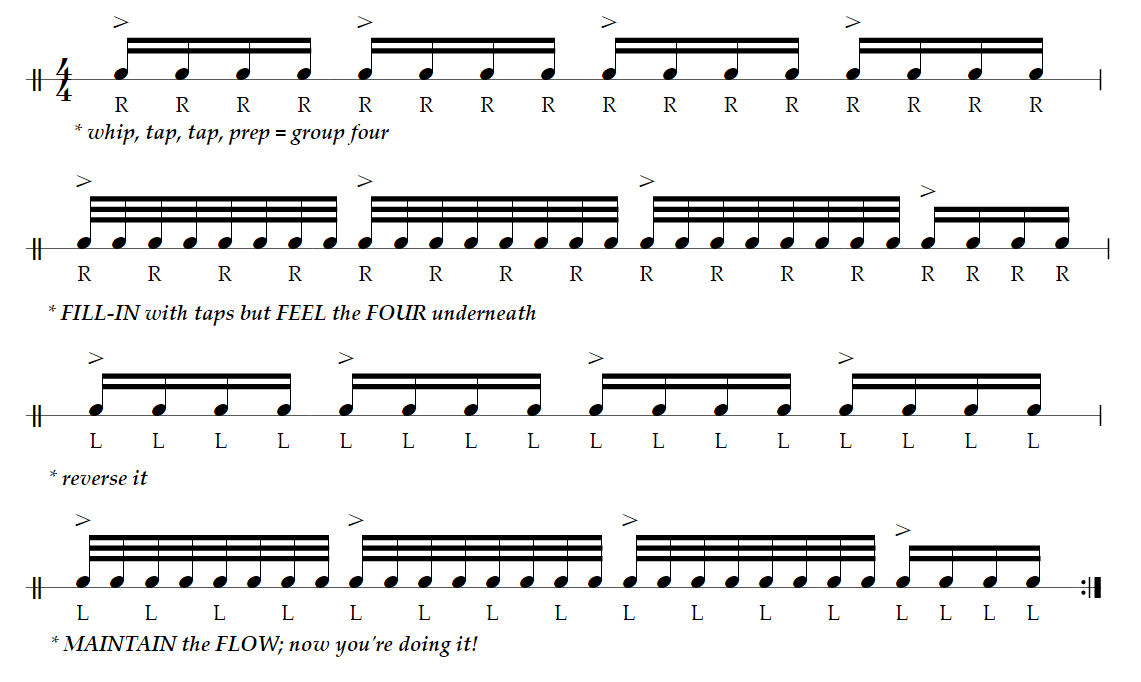 4
4
R R R R R R R R R R R R R R R R
* whip, tap, tap, prep = group four
R R R R R R R R R R R R R R R R
* FILL-IN with taps but FEEL the FOUR underneath
L L L L L L L L L L L L L L L L
* reverse it
L L L L L L L L L L L L L L L L
* MAINTAIN the FLOW; now you're doing it!